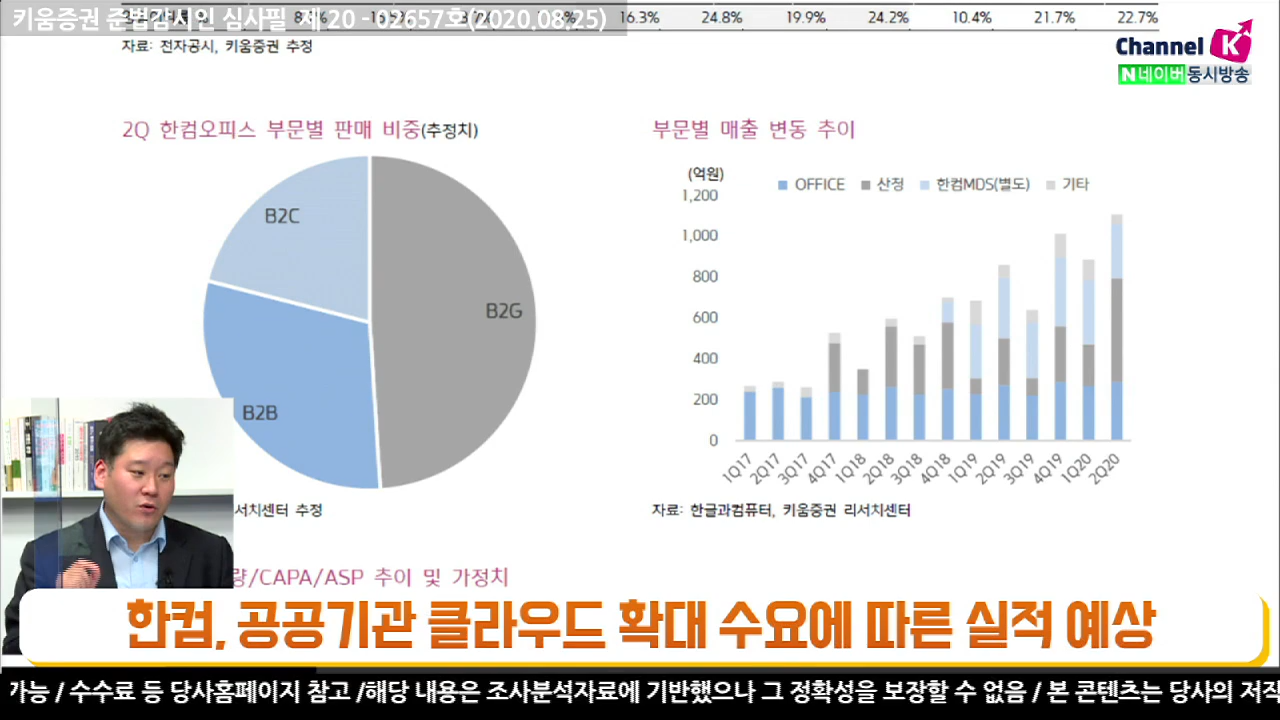 키움증권 준법감시인 심사필 제 20 - 02657호(2020.08.25)
16.3% 24.8% 19.9% 24.2% 10.4% 21.7% 22.7%
자료: 전자공시, 키움증권 추정
Channel K
N 네이버 동시방송
2Q 한컴오피스 부문별 판매 비중(추정치)
B2C
B2G
B2B
서치센터 추정
부문별 매출 변동 추이
(억원)
OFFICE 산청 한컴MDS(별도) 기타
1,200
1,000
800
600
400
200
0
1Q17 2Q17 3Q17 4Q17 1Q18 2Q18 3Q18 4Q18 1Q19 2Q19 3Q19 4Q19 1Q20 2Q20
자료: 한글과컴퓨터, 키움증권 리서치센터
량/CAPA/ASP 추이 및 가정치
한컴, 공공기관 클라우드 확대 수요에 따른 실적 예상
가능 / 수수료 등 당사홈페이지 참고 /해당 내용은 조사분석자료에 기반했으나 그 정확성을 보장할 수 없음 / 본 콘텐츠는 당사의 저작